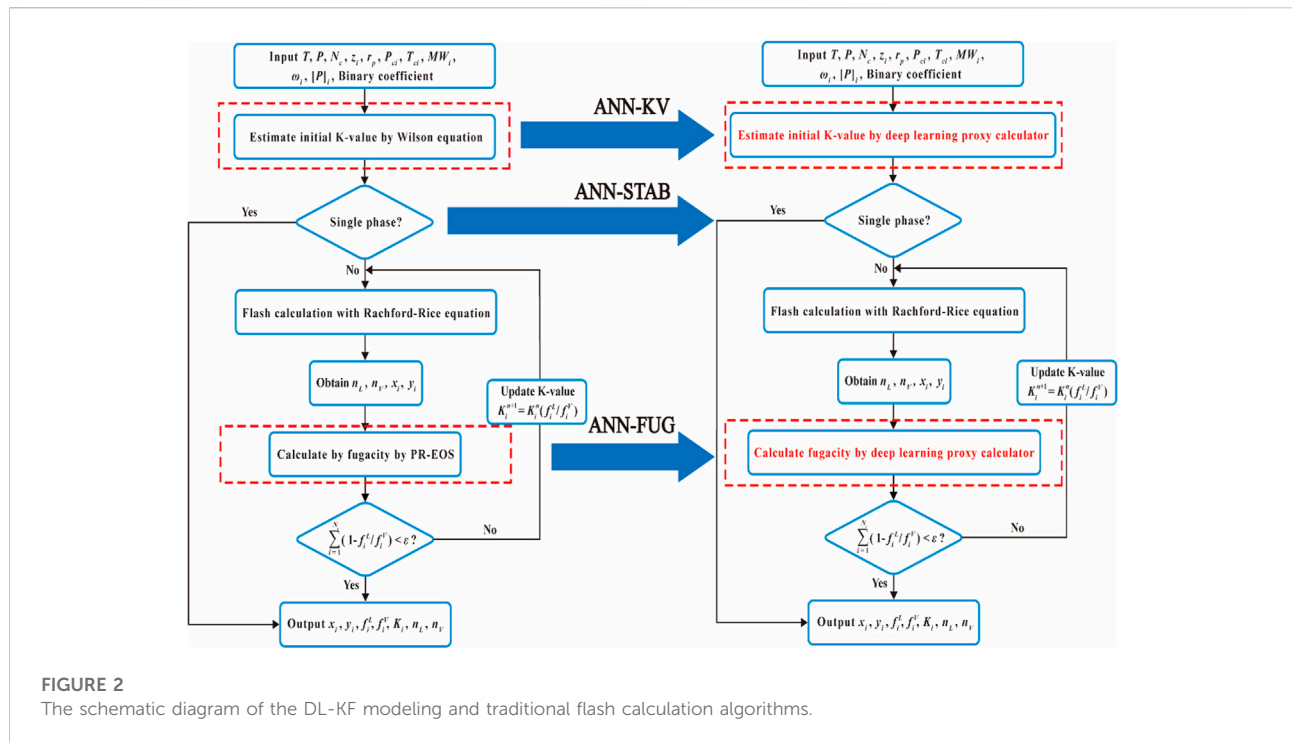 Input T, P, N_c, z_i, r_p, P_ci, T_ci, MW_i,
ω_i, [P]_i, Binary coefficient
Estimate initial K-value by Wilson equation
Single phase?
Yes
No
Flash calculation with Rachford-Rice equation
Obtain n_L, n_V, x_i, y_i
Update K-value
K_i^{n+1}=K_i^n(f_i^L/f_i^V)
Calculate by fugacity by PR-EOS
∑_{i=1}^{N}(1-f_i^L/f_i^V)<ε?
No
Yes
Output x_i, y_i, f_i^L, f_i^V, K_i, n_L, n_V
ANN-KV
ANN-STAB
ANN-FUG
Input T, P, N_c, z_i, r_p, P_ci, T_ci, MW_i,
ω_i, [P]_i, Binary coefficient
Estimate initial K-value by deep learning proxy calculator
Single phase?
Yes
No
Flash calculation with Rachford-Rice equation
Obtain n_L, n_V, x_i, y_i
Update K-value
K_i^{n+1}=K_i^n(f_i^L/f_i^V)
Calculate fugacity by deep learning proxy calculator
∑_{i=1}^{N}(1-f_i^L/f_i^V)<ε?
No
Yes
Output x_i, y_i, f_i^L, f_i^V, K_i, n_L, n_V
FIGURE 2
The schematic diagram of the DL-KF modeling and traditional flash calculation algorithms.